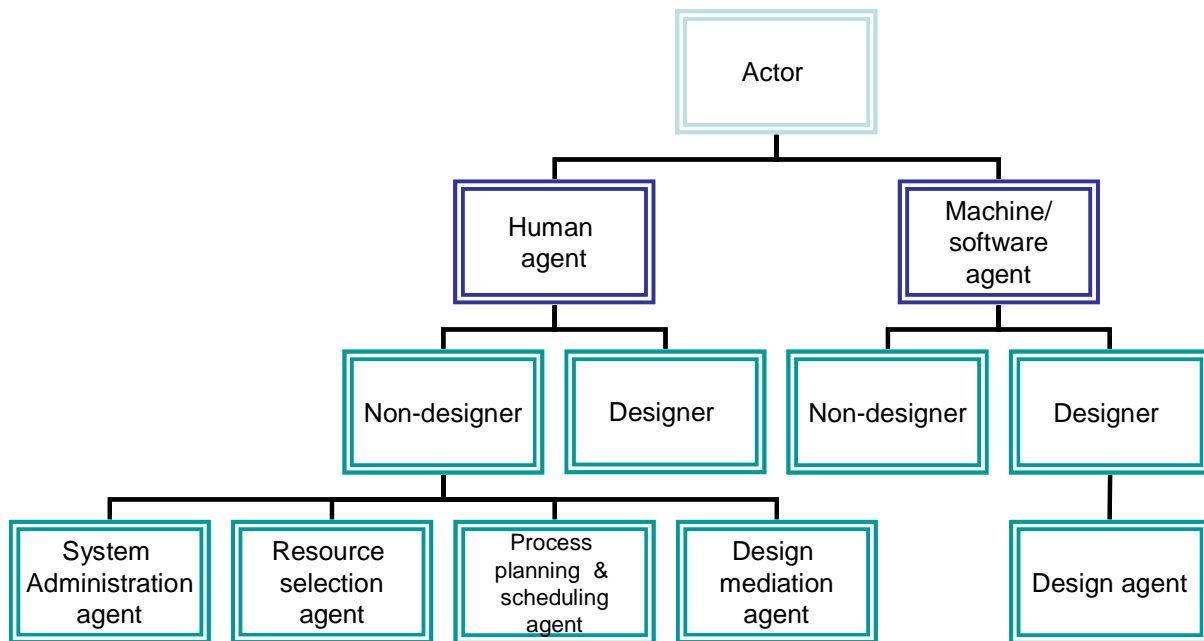 Actor
Human
agent
Machine/
software
agent
Non-designer
Designer
Non-designer
Designer
System
Administration
agent
Resource
selection
agent
Process
planning & 
scheduling
agent
Design
mediation
agent
Design agent